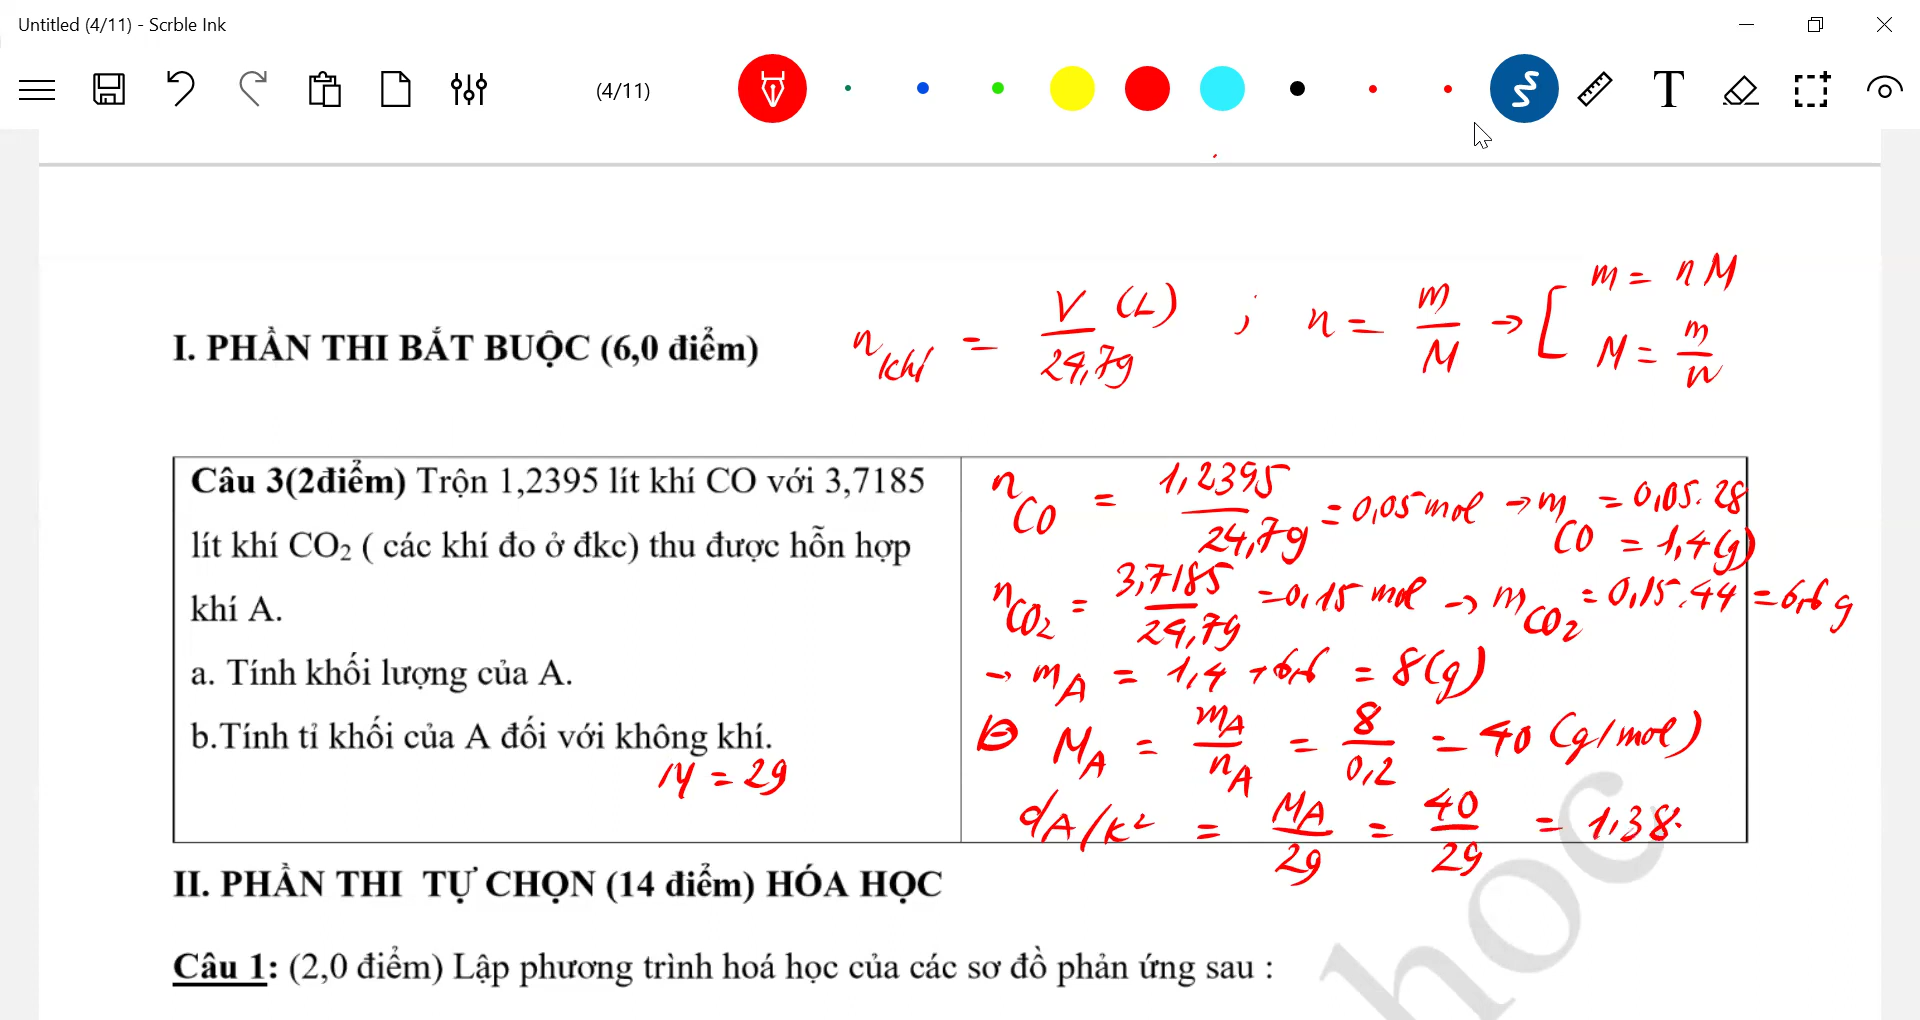 Untitled (4/11) - Scrble Ink
(4/11)
T
m = nM
n khí = V (L) / 24,79 ; n = m / M → [ M = m / n
I. PHẦN THI BẮT BUỘC (6,0 điểm)
Câu 3(2điểm) Trộn 1,2395 lít khí CO với 3,7185
lít khí CO₂ ( các khí đo ở đkc) thu được hỗn hợp
khí A.
a. Tính khối lượng của A.
b.Tính tỉ khối của A đối với không khí.
M = 29
n CO = 1,2395 / 24,79 = 0,05 mol → m CO = 0,05.28
= 1,4(g)
n CO₂ = 3,7185 / 24,79 = 0,15 mol → m CO₂ = 0,15.44 = 6,6 g
→ m A = 1,4 + 6,6 = 8(g)
b M A = m A / n A = 8 / 0,2 = 40 (g/mol)
d A/k² = M A / 29 = 40 / 29 = 1,38.
II. PHẦN THI TỰ CHỌN (14 điểm) HÓA HỌC
Câu 1: (2,0 điểm) Lập phương trình hoá học của các sơ đồ phản ứng sau :
hoc